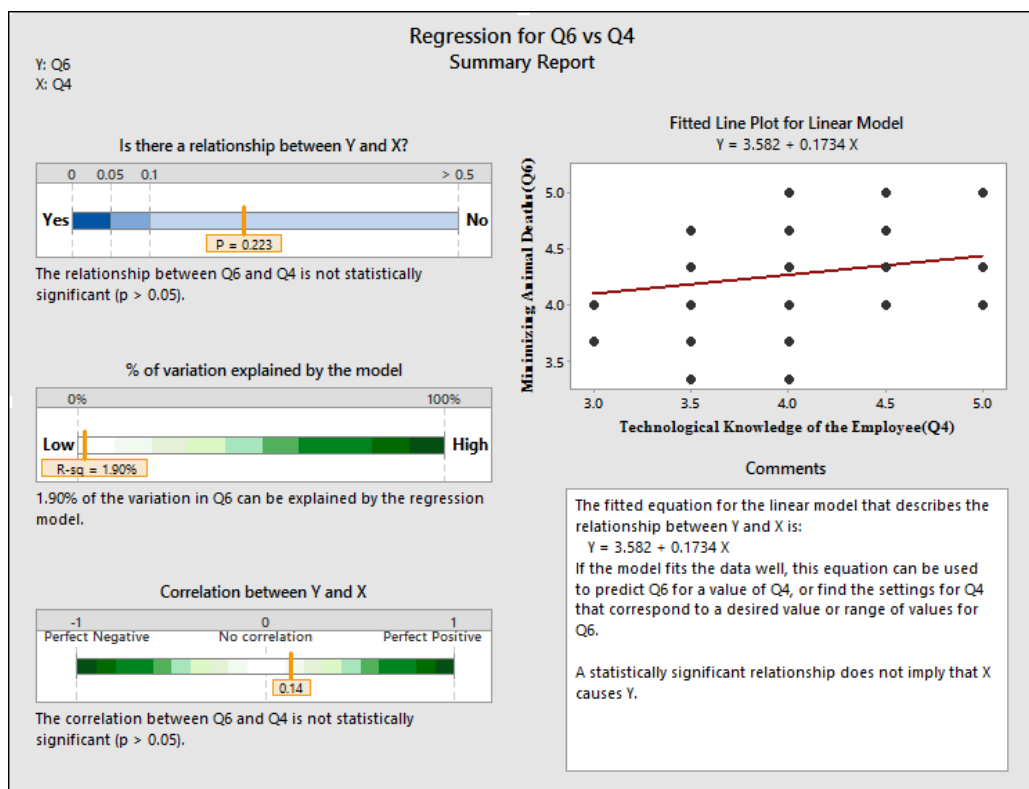 Regression for Q6 vs Q4
Summary Report
Y: Q6
X: Q4
Is there a relationship between Y and X?
0 0.05 0.1 > 0.5
Yes No
P = 0.223
The relationship between Q6 and Q4 is not statistically
significant (p > 0.05).
% of variation explained by the model
0% 100%
Low High
R-sq = 1.90%
1.90% of the variation in Q6 can be explained by the regression
model.
Correlation between Y and X
-1 0 1
Perfect Negative No correlation Perfect Positive
0.14
The correlation between Q6 and Q4 is not statistically
significant (p > 0.05).
Fitted Line Plot for Linear Model
Y = 3.582 + 0.1734 X
Minimizing Animal Deaths(Q6)
5.0
4.5
4.0
3.5
3.0 3.5 4.0 4.5 5.0
Technological Knowledge of the Employee(Q4)
Comments
The fitted equation for the linear model that describes the
relationship between Y and X is:
Y = 3.582 + 0.1734 X
If the model fits the data well, this equation can be used
to predict Q6 for a value of Q4, or find the settings for Q4
that correspond to a desired value or range of values for
Q6.
A statistically significant relationship does not imply that X
causes Y.